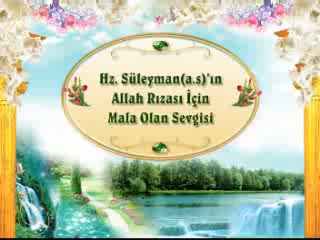 Hz. Süleyman(a.s)'ın
Allah Rızası İçin
Mala Olan Sevgisi